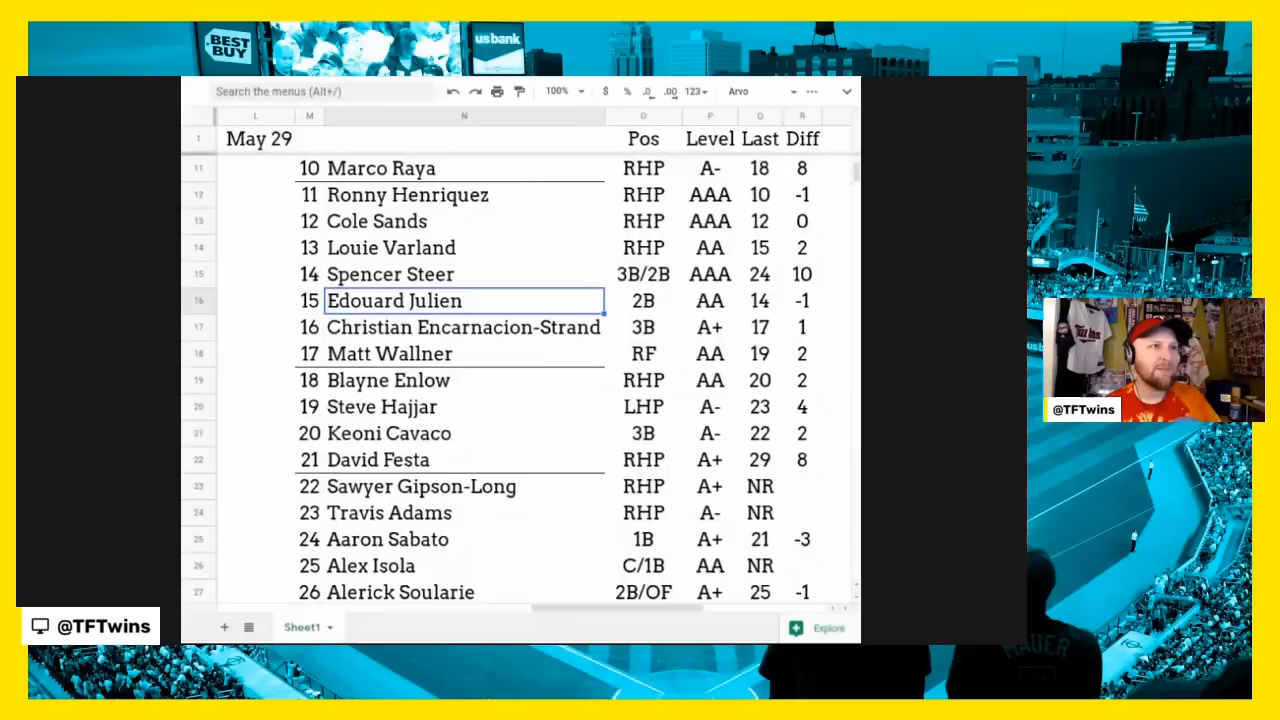 BEST
BUY
usbank
Search the menus (Alt+/)
100%
$ % .0 .00 123
Arvo
L M N O P Q R
1 May 29 Pos Level Last Diff
11 10 Marco Raya RHP A- 18 8
12 11 Ronny Henriquez RHP AAA 10 -1
13 12 Cole Sands RHP AAA 12 0
14 13 Louie Varland RHP AA 15 2
15 14 Spencer Steer 3B/2B AAA 24 10
16 15 Edouard Julien 2B AA 14 -1
17 16 Christian Encarnacion-Strand 3B A+ 17 1
18 17 Matt Wallner RF AA 19 2
19 18 Blayne Enlow RHP AA 20 2
20 19 Steve Hajjar LHP A- 23 4
21 20 Keoni Cavaco 3B A- 22 2
22 21 David Festa RHP A+ 29 8
23 22 Sawyer Gipson-Long RHP A+ NR
24 23 Travis Adams RHP A- NR
25 24 Aaron Sabato 1B A+ 21 -3
26 25 Alex Isola C/1B AA NR
27 26 Alerick Soularie 2B/OF A+ 25 -1
Sheet1
Explore
Twins
@TFTwins
@TFTwins
MAUER